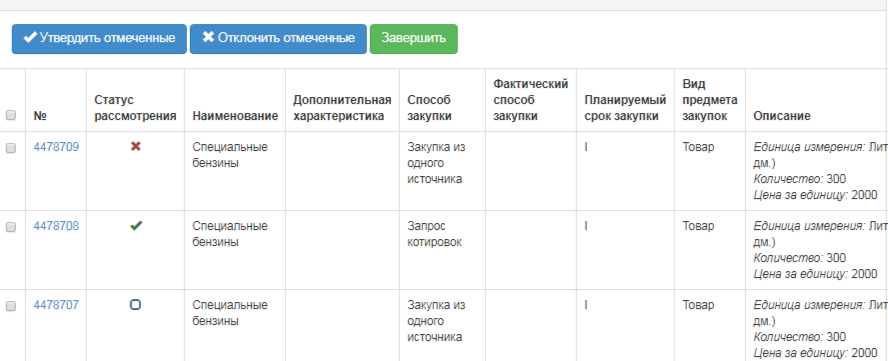 Утвердить отмеченные Отклонить отмеченные Завершить
№ Статус рассмотрения Наименование Дополнительная характеристика Способ закупки Фактический способ закупки Планируемый срок закупки Вид предмета закупок Описание
4478709 Специальные бензины Закупка из одного источника I Товар Единица измерения: Лит
дм.)
Количество: 300
Цена за единицу: 2000
4478708 Специальные бензины Запрос котировок I Товар Единица измерения: Лит
дм.)
Количество: 300
Цена за единицу: 2000
4478707 Специальные бензины Закупка из одного источника I Товар Единица измерения: Лит
дм.)
Количество: 300
Цена за единицу: 2000